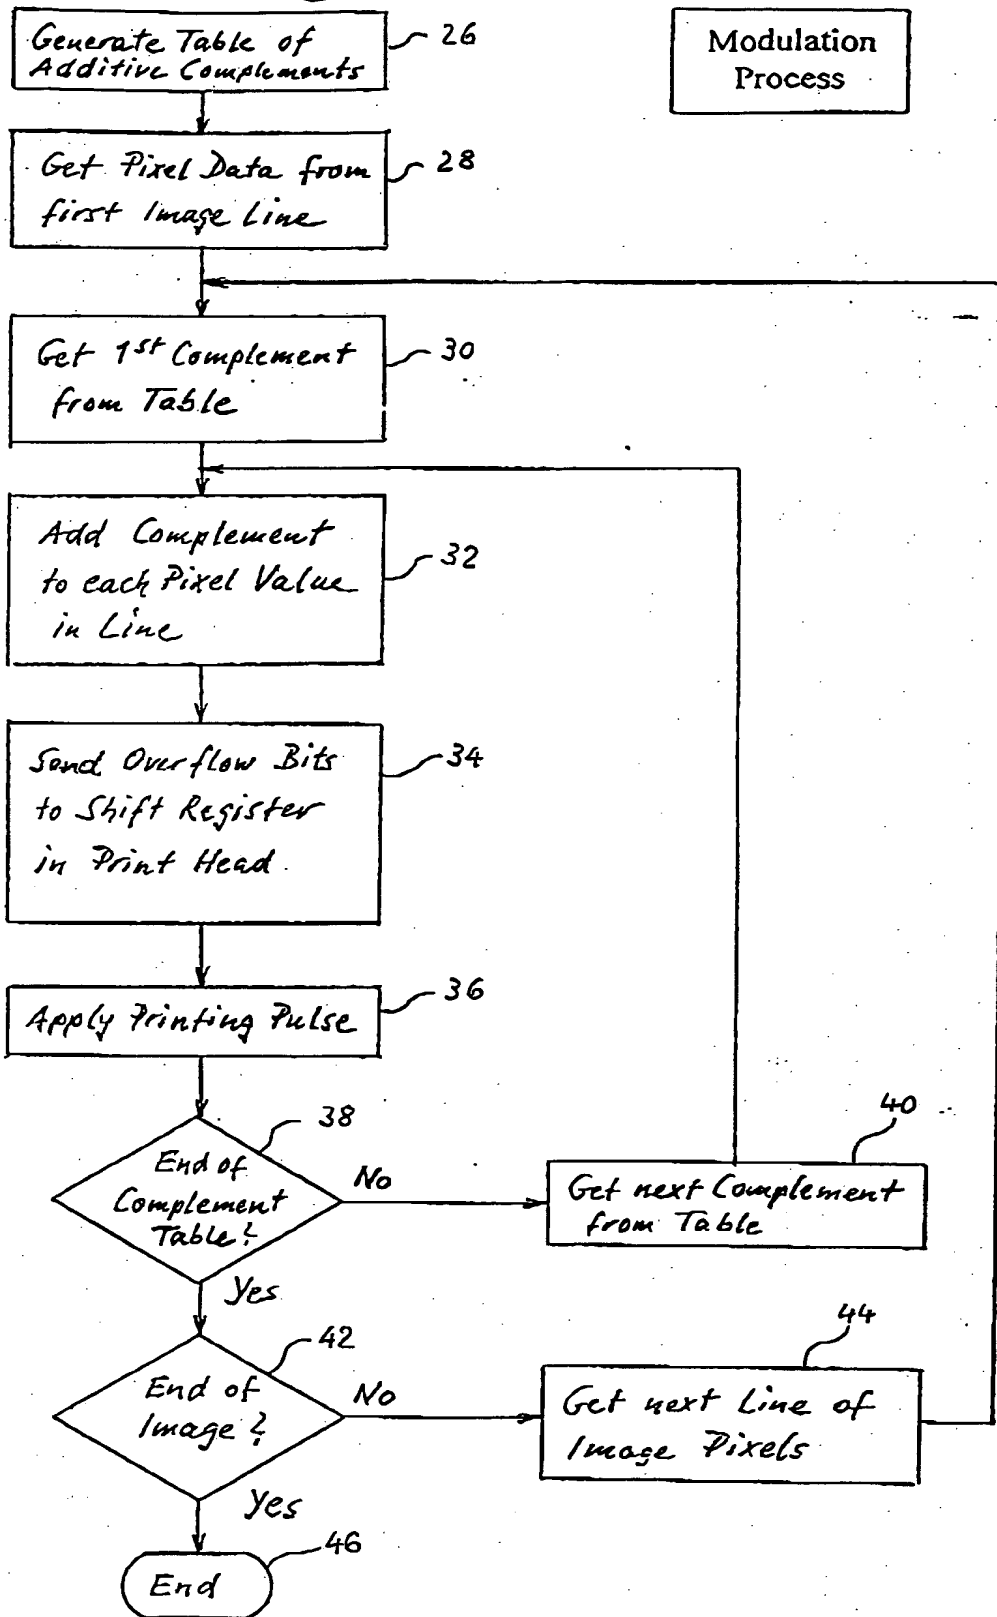 Generate Table of
Additive Complements
26
Modulation
Process
Get Pixel Data from
first Image Line
28
Get 1st Complement
from Table
30
Add Complement
to each Pixel Value
in Line
32
Send Overflow Bits
to Shift Register
in Print Head
34
Apply Printing Pulse
36
End of
Complement
Table?
38
No
Yes
Get next Complement
from Table
40
End of
Image?
42
No
Yes
Get next Line of
Image Pixels
44
End
46